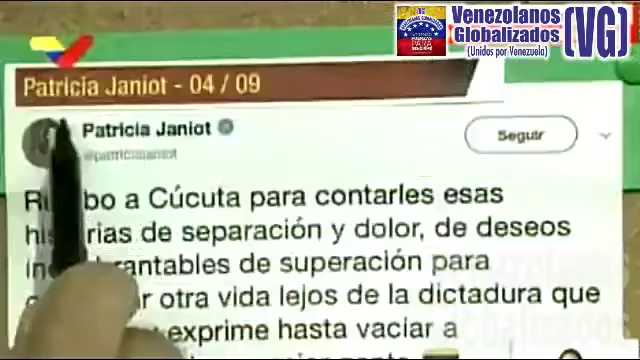 Venezolanos
Globalizados
(Unidos por Venezuela)
(VG)
Patricia Janiot - 04 / 09
Patricia Janiot
@patriciajaniot
Seguir
bo a Cúcuta para contarles esas
rias de separación y dolor, de deseos
rantables de superación para
r otra vida lejos de la dictadura que
exprime hasta vaciar a